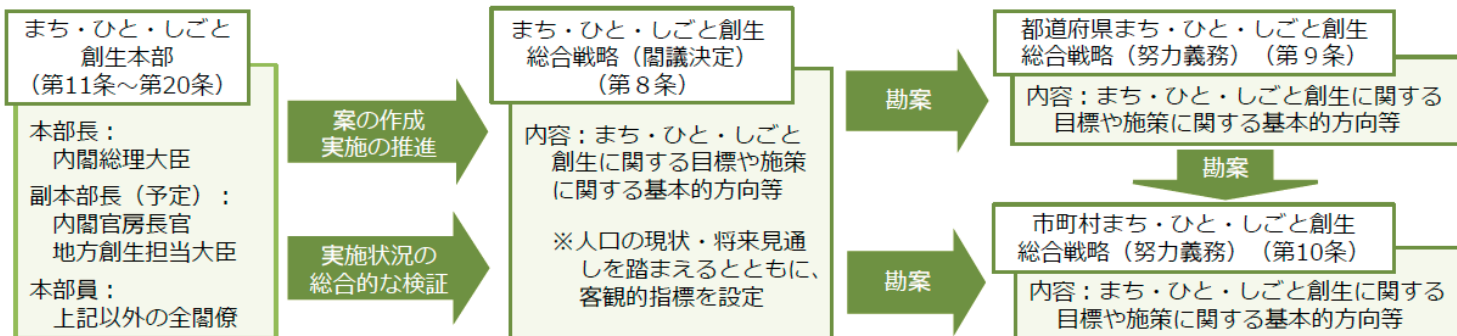 まち・ひと・しごと
創生本部
(第11条～第20条)
本部長：
内閣総理大臣
副本部長（予定）：
内閣官房長官
地方創生担当大臣
本部員：
上記以外の全閣僚
案の作成
実施の推進
実施状況の
総合的な検証
まち・ひと・しごと創生
総合戦略（閣議決定）
（第８条）
内容：まち・ひと・しごと
創生に関する目標や施策
に関する基本的方向等
※人口の現状・将来見通
しを踏まえるとともに、
客観的指標を設定
勘案
勘案
都道府県まち・ひと・しごと創生
総合戦略（努力義務）（第９条）
内容：まち・ひと・しごと創生に関する
目標や施策に関する基本的方向等
勘案
市町村まち・ひと・しごと創生
総合戦略（努力義務）（第10条）
内容：まち・ひと・しごと創生に関する
目標や施策に関する基本的方向等